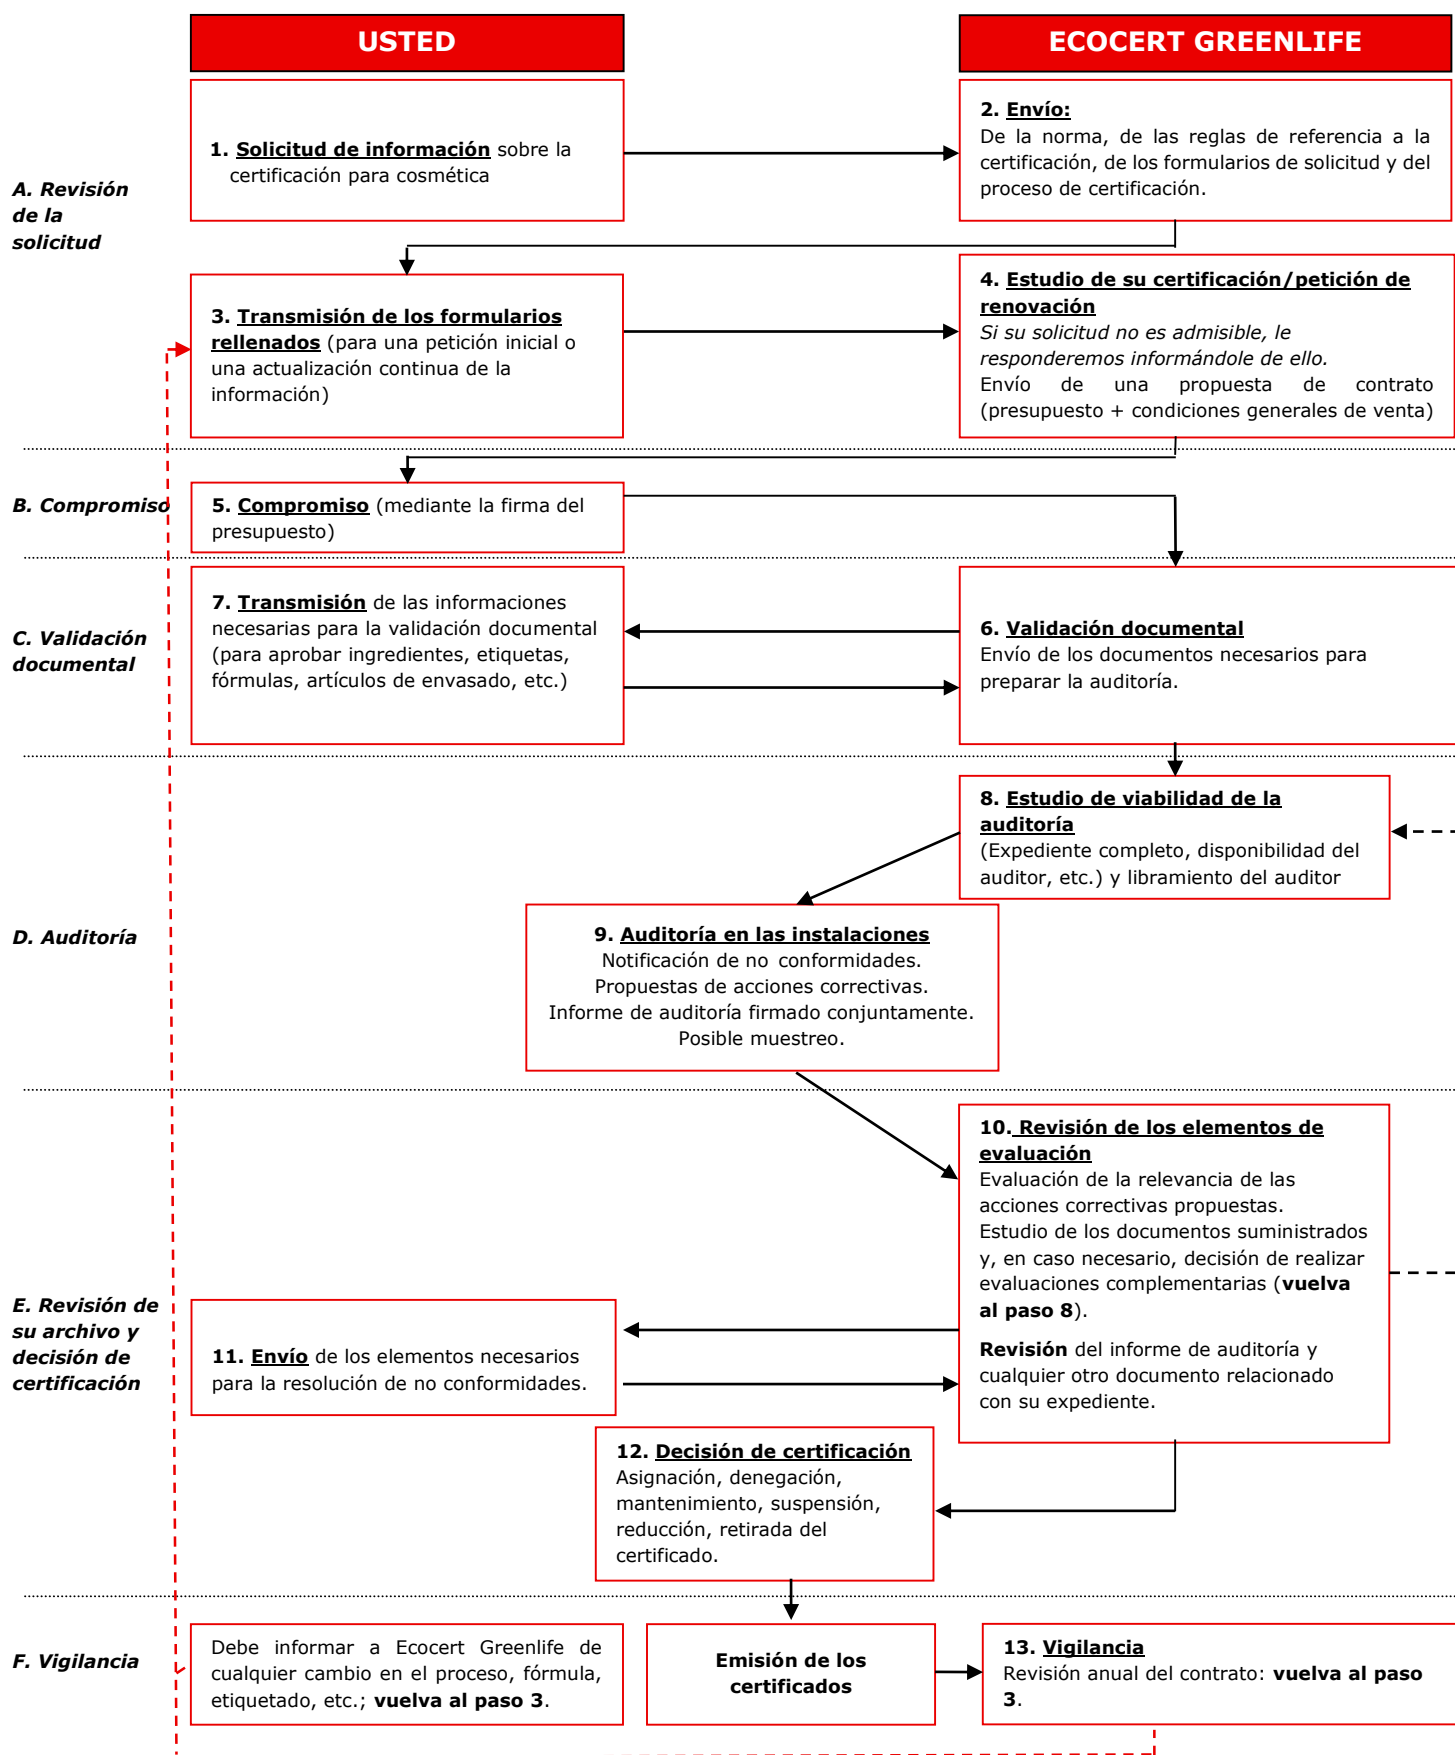 USTED
ECOCERT GREENLIFE
A. Revisión
de la
solicitud
1. Solicitud de información sobre la
certificación para cosmética
2. Envío:
De la norma, de las reglas de referencia a la
certificación, de los formularios de solicitud y del
proceso de certificación.
3. Transmisión de los formularios
rellenados (para una petición inicial o
una actualización continua de la
información)
4. Estudio de su certificación/petición de
renovación
Si su solicitud no es admisible, le
responderemos informándole de ello.
Envío de una propuesta de contrato
(presupuesto + condiciones generales de venta)
B. Compromiso
5. Compromiso (mediante la firma del
presupuesto)
C. Validación
documental
7. Transmisión de las informaciones
necesarias para la validación documental
(para aprobar ingredientes, etiquetas,
fórmulas, artículos de envasado, etc.)
6. Validación documental
Envío de los documentos necesarios para
preparar la auditoría.
D. Auditoría
8. Estudio de viabilidad de la
auditoría
(Expediente completo, disponibilidad del
auditor, etc.) y libramiento del auditor
9. Auditoría en las instalaciones
Notificación de no conformidades.
Propuestas de acciones correctivas.
Informe de auditoría firmado conjuntamente.
Posible muestreo.
E. Revisión de
su archivo y
decisión de
certificación
10. Revisión de los elementos de
evaluación
Evaluación de la relevancia de las
acciones correctivas propuestas.
Estudio de los documentos suministrados
y, en caso necesario, decisión de realizar
evaluaciones complementarias (vuelva
al paso 8).
Revisión del informe de auditoría y
cualquier otro documento relacionado
con su expediente.
11. Envío de los elementos necesarios
para la resolución de no conformidades.
12. Decisión de certificación
Asignación, denegación,
mantenimiento, suspensión,
reducción, retirada del
certificado.
F. Vigilancia
Debe informar a Ecocert Greenlife de
cualquier cambio en el proceso, fórmula,
etiquetado, etc.; vuelva al paso 3.
Emisión de los
certificados
13. Vigilancia
Revisión anual del contrato: vuelva al paso
3.